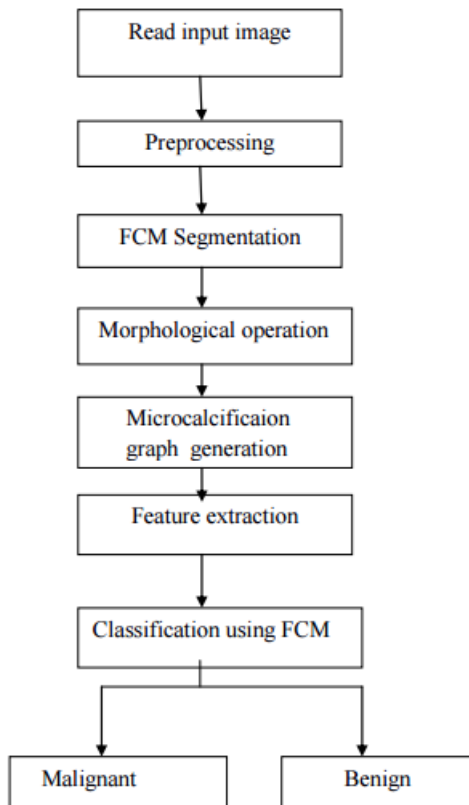 Read input image
Preprocessing
FCM Segmentation
Morphological operation
Microcalcificaion
graph generation
Feature extraction
Classification using FCM
Malignant
Benign